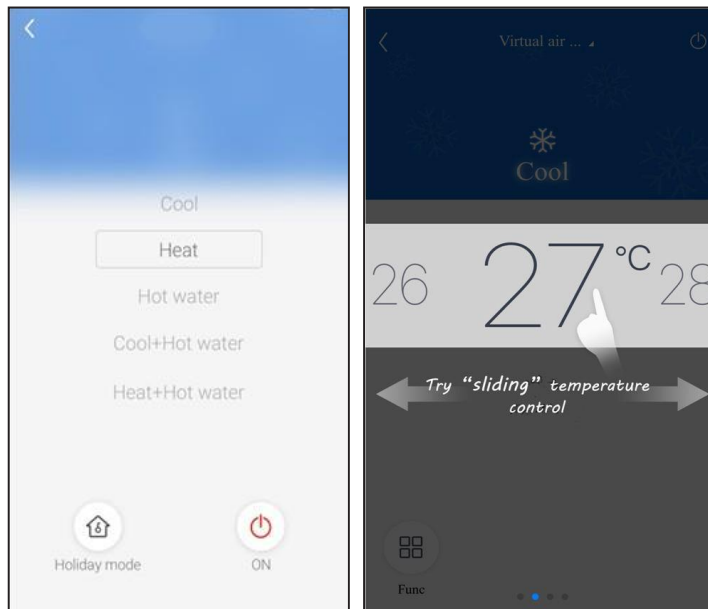 Cool
Heat
Hot water
Cool+Hot water
Heat+Hot water
Holiday mode
ON
Virtual air ...
Cool
26
27°C
28
Try “sliding” temperature
control
Func